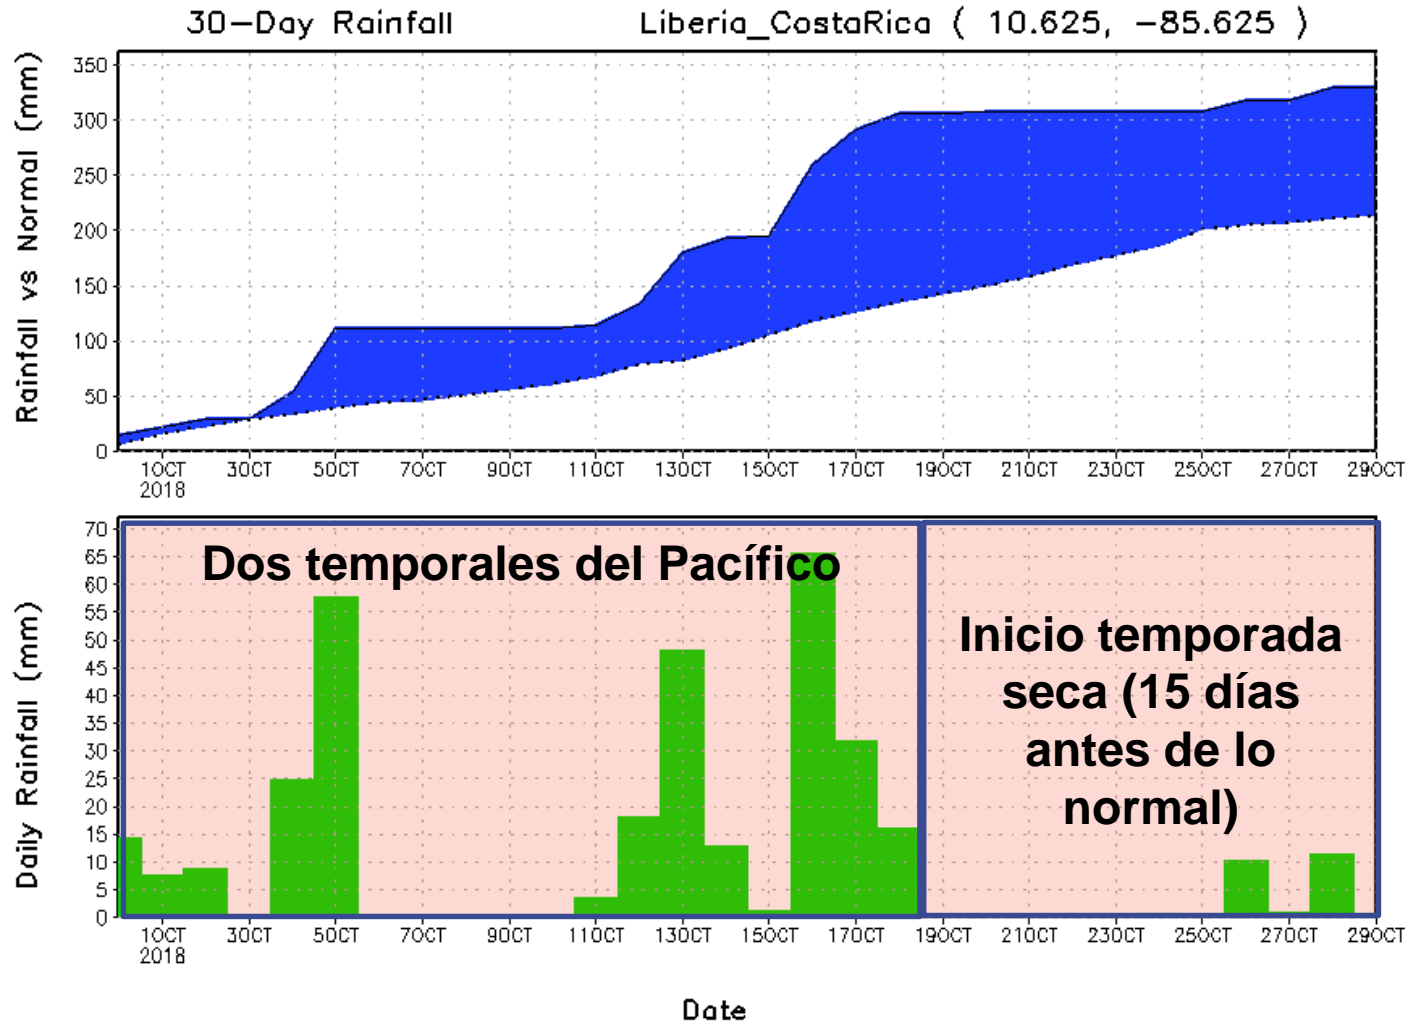 30-Day Rainfall Liberia_CostaRica ( 10.625, -85.625 )
Rainfall vs Normal (mm)
350
300
250
200
150
100
50
0
1OCT 3OCT 5OCT 7OCT 9OCT 11OCT 13OCT 15OCT 17OCT 19OCT 21OCT 23OCT 25OCT 27OCT 29OCT
2018
Daily Rainfall (mm)
70
65
60
55
50
45
40
35
30
25
20
15
10
5
0
Dos temporales del Pacífico
Inicio temporada
seca (15 días
antes de lo
normal)
1OCT 3OCT 5OCT 7OCT 9OCT 11OCT 13OCT 15OCT 17OCT 19OCT 21OCT 23OCT 25OCT 27OCT 29OCT
2018
Date